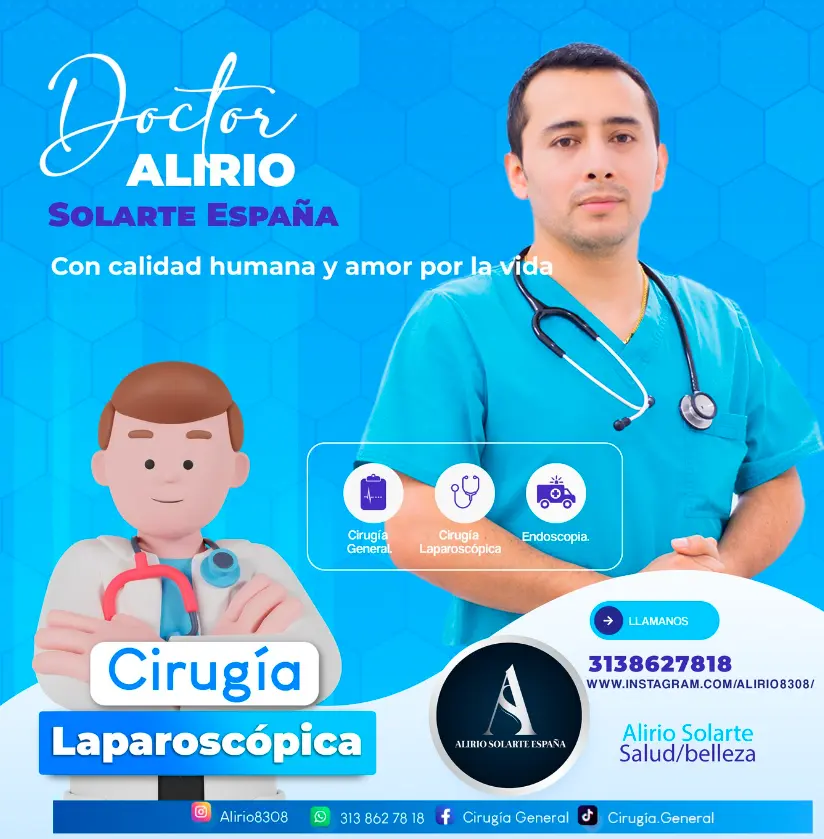 Doctor
ALIRIO
SOLARTE ESPAÑA
Con calidad humana y amor por la vida
Cirugía
General.
Cirugía
Laparoscópica
Endoscopia.
Cirugía
Laparoscópica
LLAMANOS
3138627818
WWW.INSTAGRAM.COM/ALIRIO8308/
AS
ALIRIO SOLARTE ESPAÑA
Alirio Solarte
Salud/belleza
Alirio8308 313 862 78 18 Cirugía General Cirugía.General